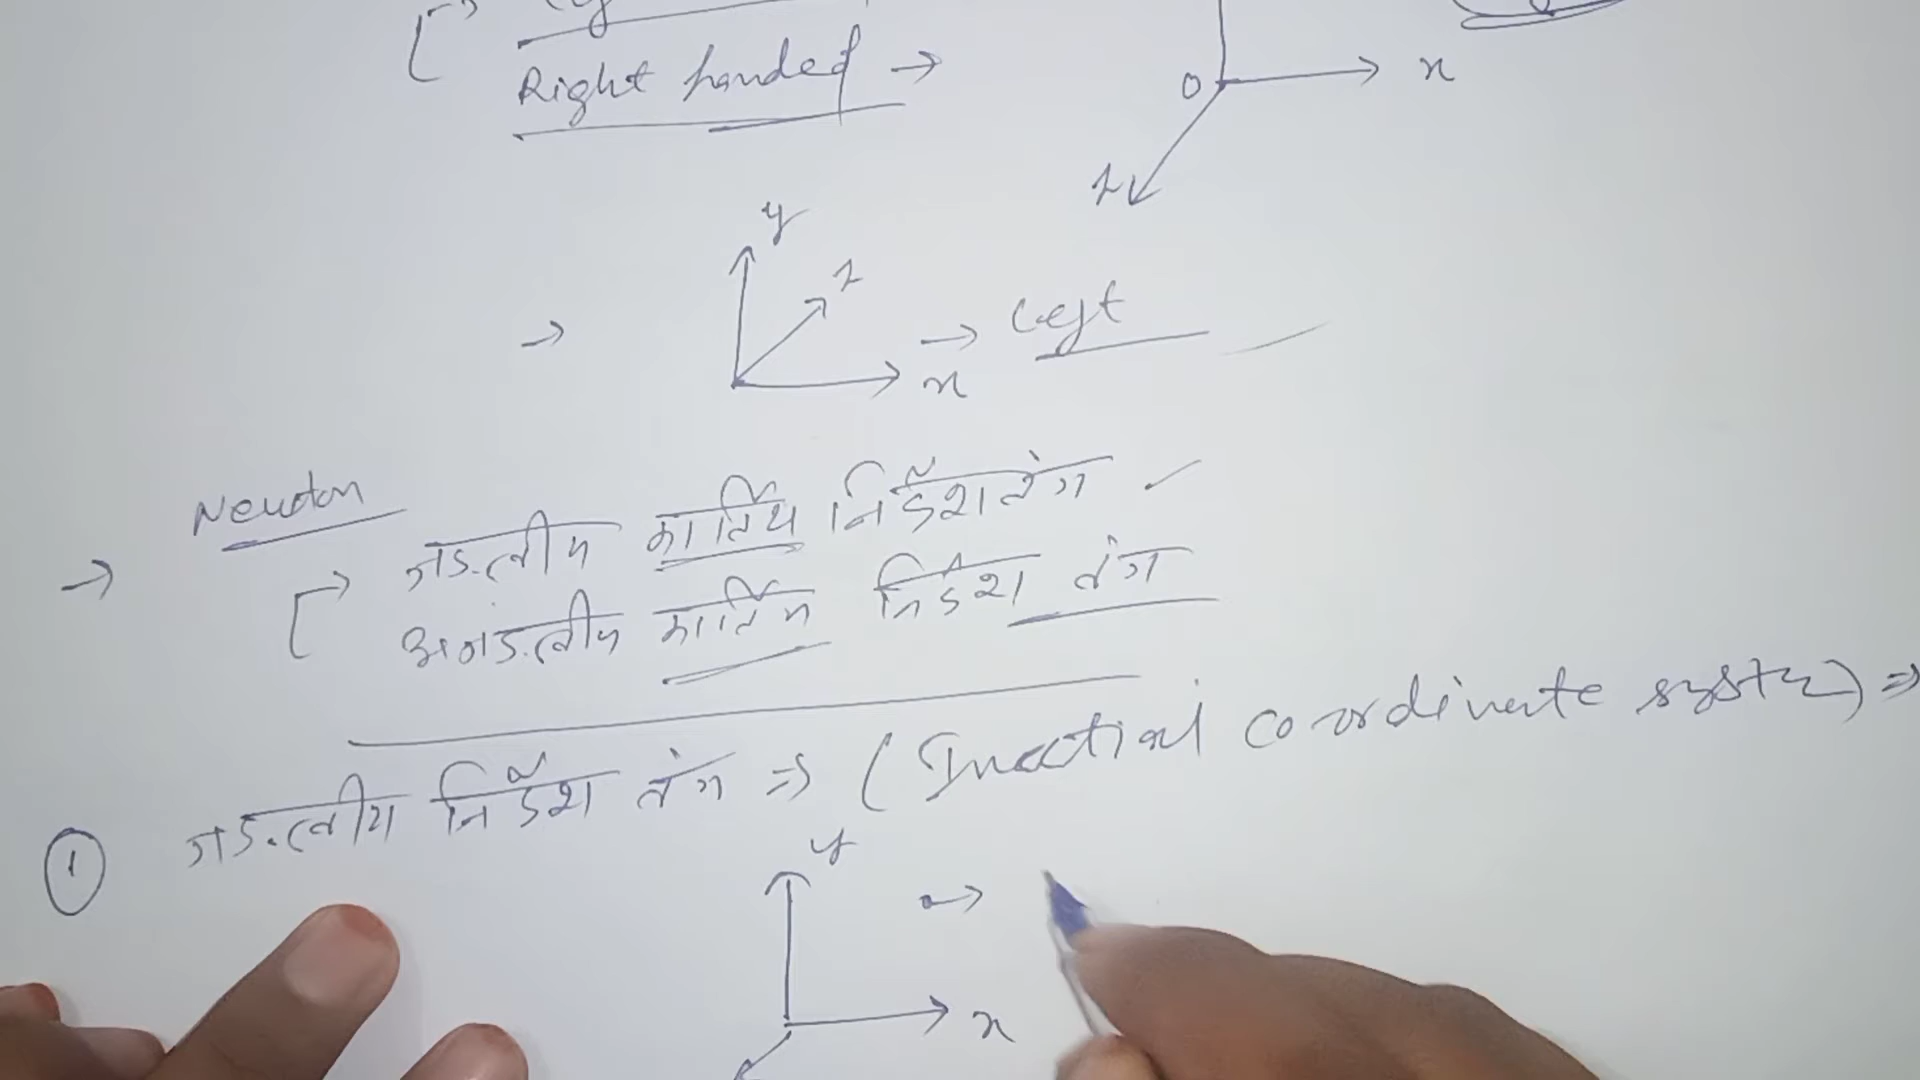 Right handed →
O x
z
y
z
→ → Left
x
Newton
→ जड़त्वीय कार्तिय निर्देश तंत्र ✓
अजड़त्वीय कार्तिय निर्देश तंत्र
① जड़त्वीय निर्देश तंत्र ⇒ (Inertial coordinate system) ⇒
y
→
x